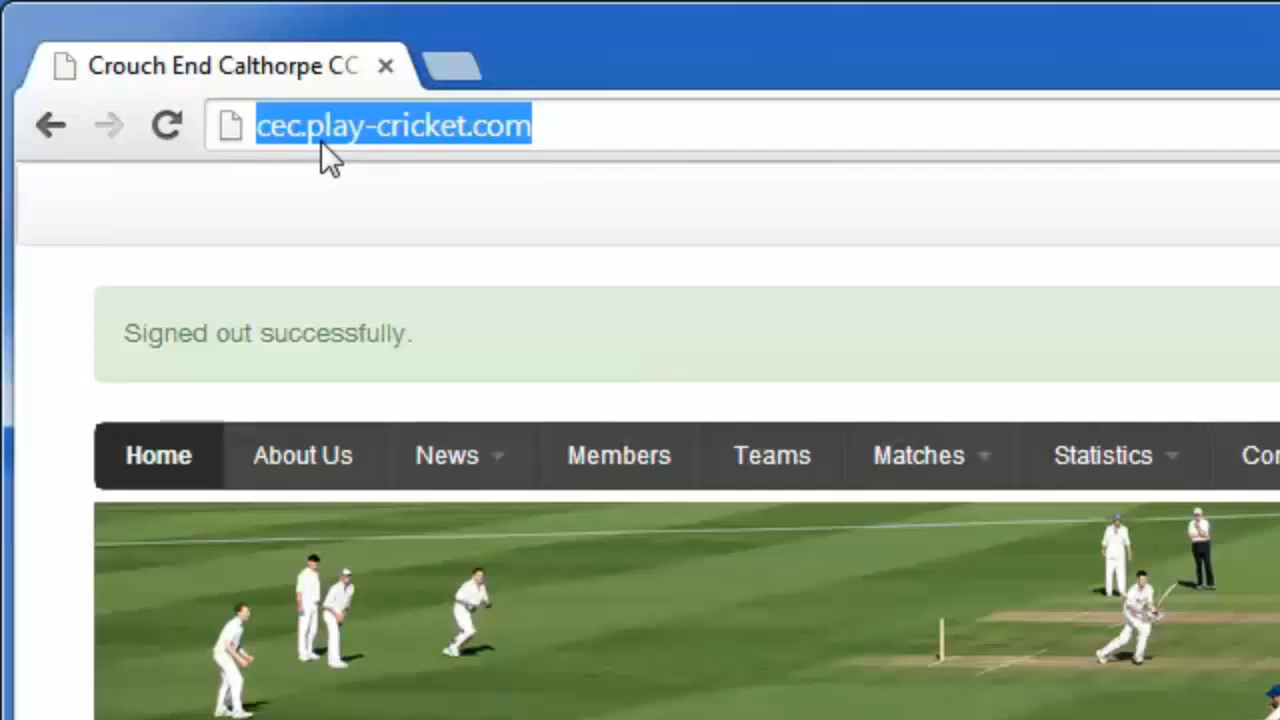 Crouch End Calthorpe CC
cec.play-cricket.com
Signed out successfully.
Home About Us News Members Teams Matches Statistics